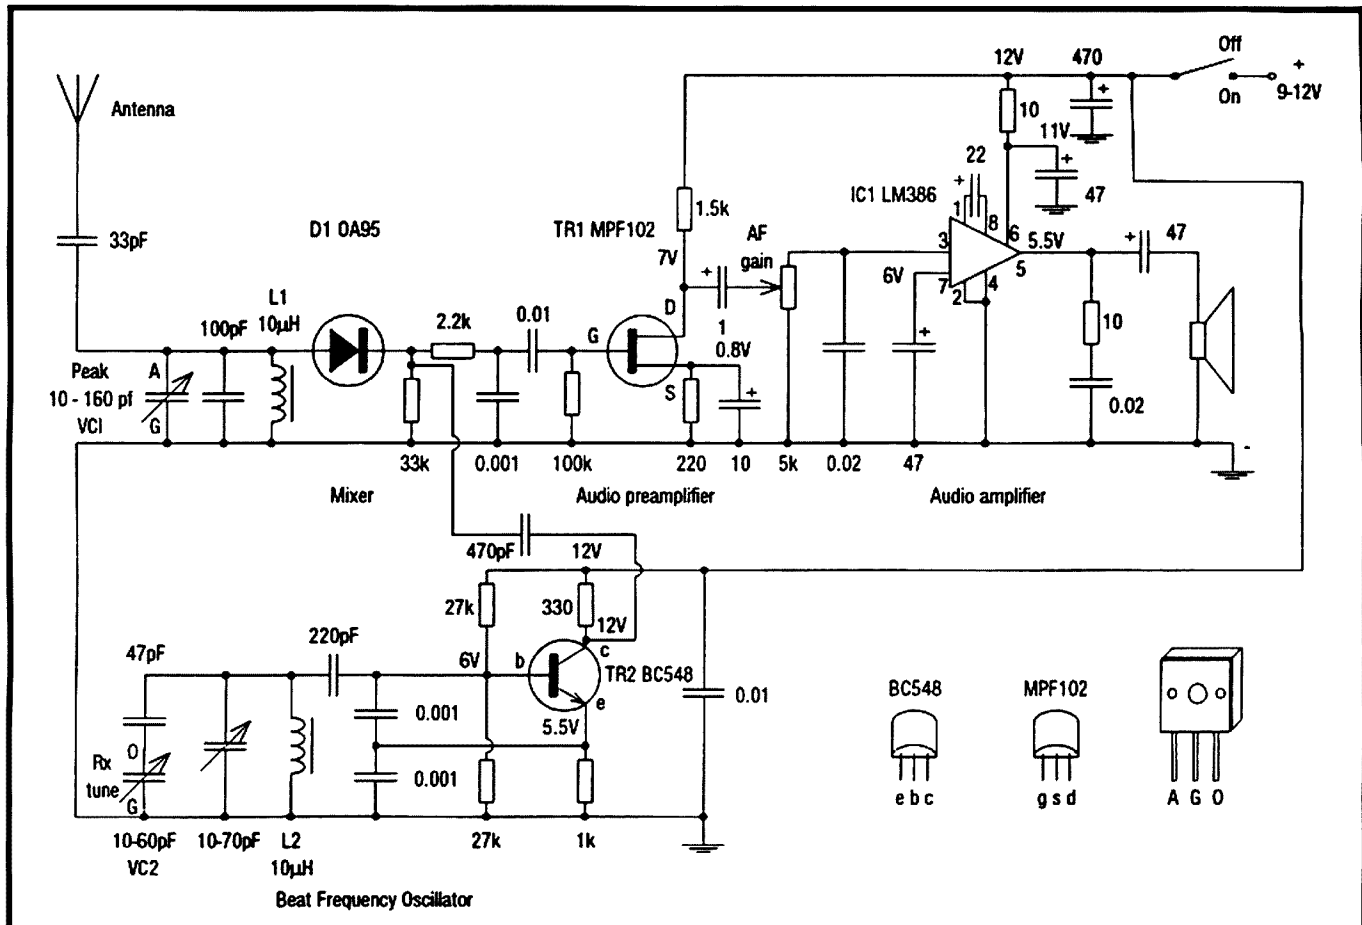 Off
12V
470
+
+
On
9-12V
Antenna
10
11V
22
+
+
IC1 LM386
1
8
47
33pF
D1 OA95
TR1 MPF102
1.5k
AF
gain
3
6
5.5V
+
47
7V
+
6V
7
2
4
5
L1
10µH
100pF
2.2k
0.01
D
G
1
0.8V
+
10
Peak
10 - 160 pf
VCI
A
G
S
+
0.02
33k
0.001
100k
220
10
5k
0.02
47
-
Mixer
Audio preamplifier
Audio amplifier
470pF
12V
27k
330
12V
220pF
47pF
6V
b
c
TR2 BC548
e
0.001
5.5V
0.01
BC548
MPF102
O
Rx
tune
G
0.001
e b c
g s d
A G O
10-60pF
VC2
10-70pF
L2
10µH
27k
1k
Beat Frequency Oscillator